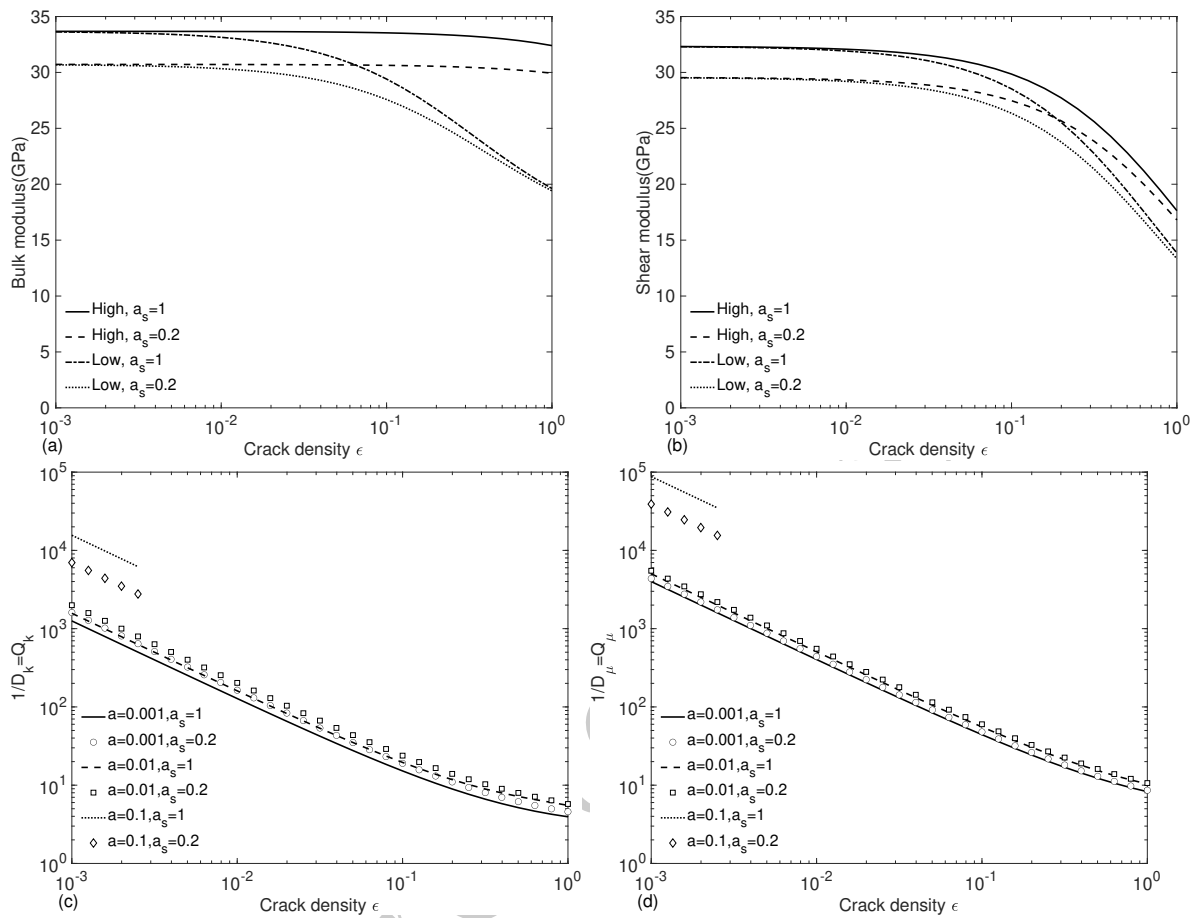 35
30
25
20
15
10
5
0
Bulk modulus(GPa)
High, a_s=1
High, a_s=0.2
Low, a_s=1
Low, a_s=0.2
10^-3 10^-2 10^-1 10^0
(a)
Crack density ϵ
35
30
25
20
15
10
5
0
Shear modulus(GPa)
High, a_s=1
High, a_s=0.2
Low, a_s=1
Low, a_s=0.2
10^-3 10^-2 10^-1 10^0
(b)
Crack density ϵ
10^5
10^4
10^3
10^2
10^1
10^0
1/D_k=Q_k
a=0.001,a_s=1
a=0.001,a_s=0.2
a=0.01,a_s=1
a=0.01,a_s=0.2
a=0.1,a_s=1
a=0.1,a_s=0.2
10^-3 10^-2 10^-1 10^0
(c)
Crack density ϵ
10^5
10^4
10^3
10^2
10^1
10^0
1/D_μ=Q_μ
a=0.001,a_s=1
a=0.001,a_s=0.2
a=0.01,a_s=1
a=0.01,a_s=0.2
a=0.1,a_s=1
a=0.1,a_s=0.2
10^-3 10^-2 10^-1 10^0
(d)
Crack density ϵ